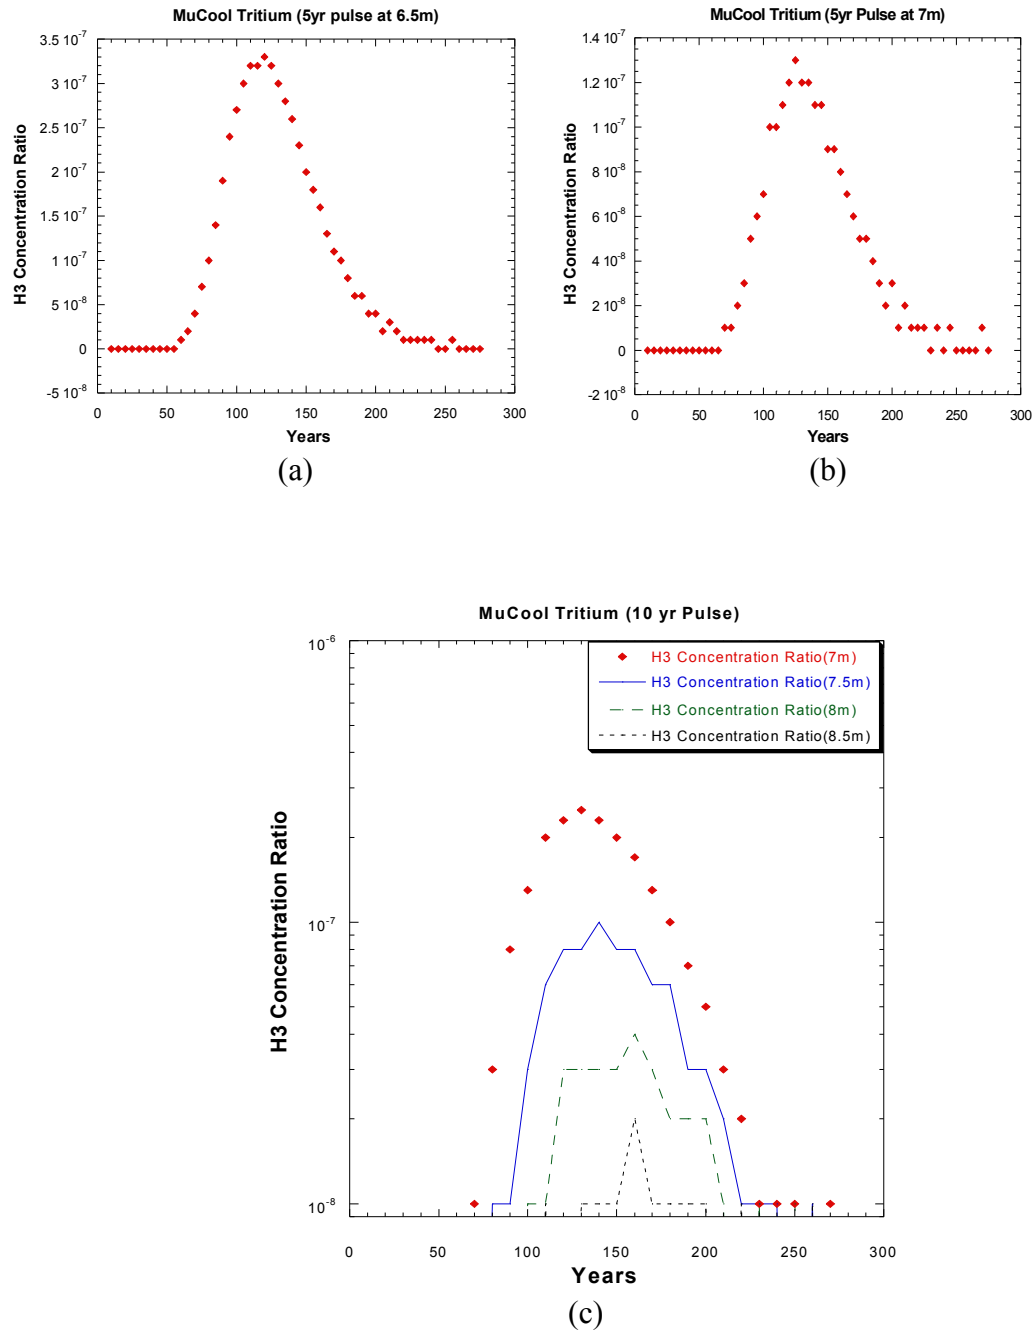 MuCool Tritium (5yr pulse at 6.5m)
3.5 10⁻⁷
3 10⁻⁷
2.5 10⁻⁷
2 10⁻⁷
1.5 10⁻⁷
1 10⁻⁷
5 10⁻⁸
0
-5 10⁻⁸
H3 Concentration Ratio
0 50 100 150 200 250 300
Years
(a)
MuCool Tritium (5yr Pulse at 7m)
1.4 10⁻⁷
1.2 10⁻⁷
1 10⁻⁷
8 10⁻⁸
6 10⁻⁸
4 10⁻⁸
2 10⁻⁸
0
-2 10⁻⁸
H3 Concentration Ratio
0 50 100 150 200 250 300
Years
(b)
MuCool Tritium (10 yr Pulse)
10⁻⁶
10⁻⁷
10⁻⁸
H3 Concentration Ratio
H3 Concentration Ratio(7m)
H3 Concentration Ratio(7.5m)
H3 Concentration Ratio(8m)
H3 Concentration Ratio(8.5m)
0 50 100 150 200 250 300
Years
(c)